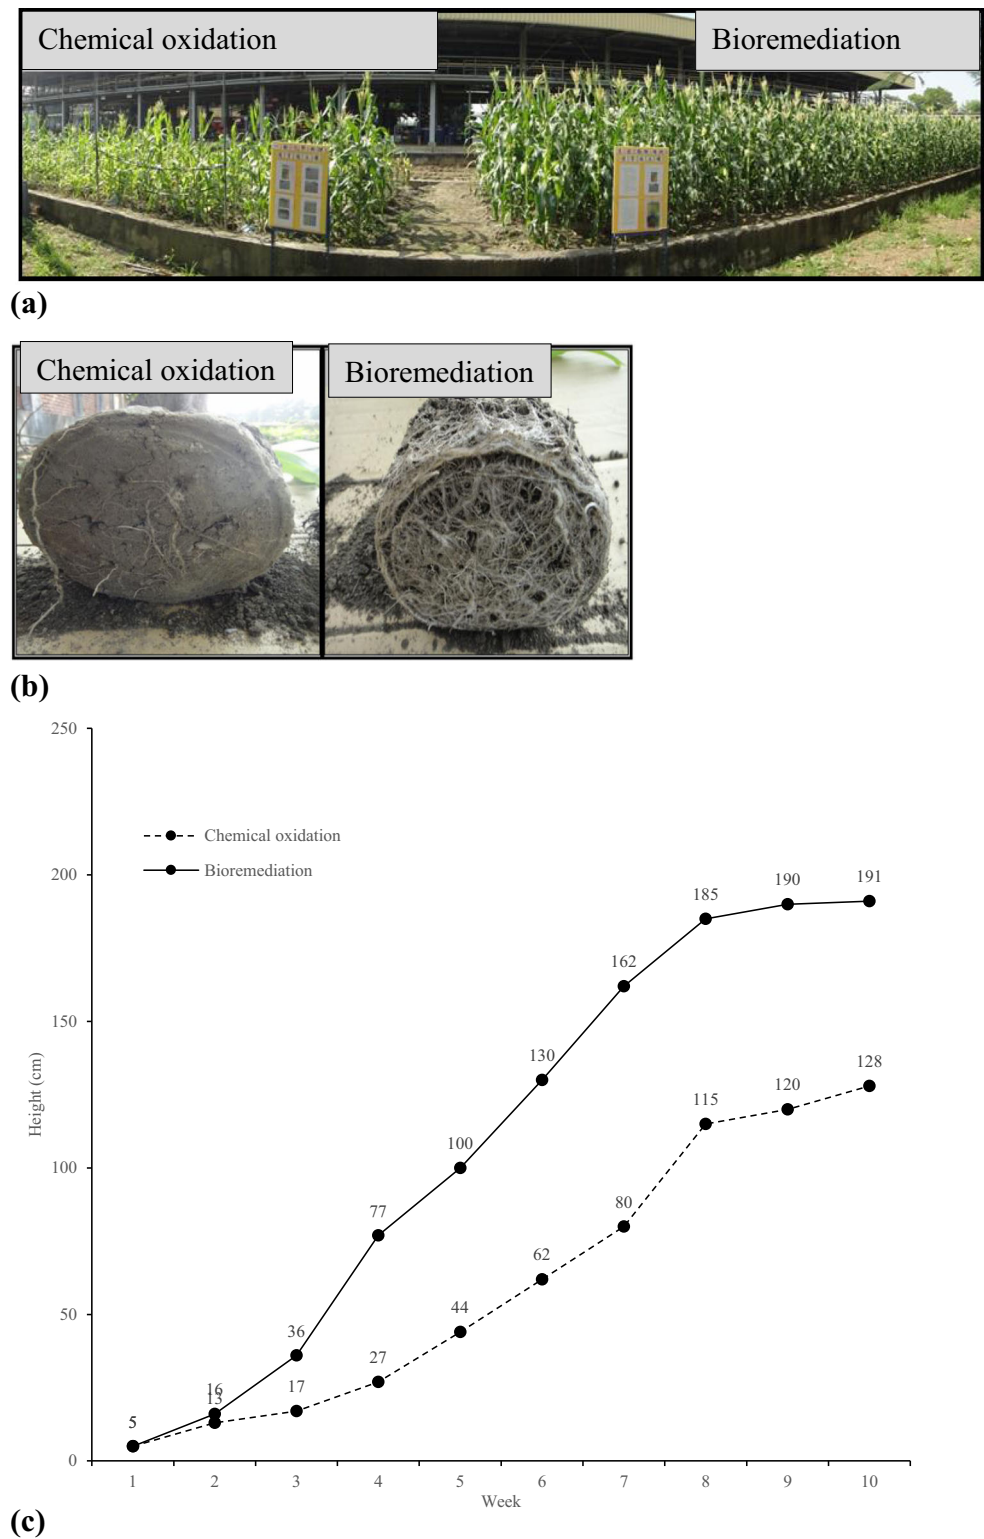 Chemical oxidation
Bioremediation
(a)
Chemical oxidation
Bioremediation
(b)
250
200
150
100
50
0
Height (cm)
Chemical oxidation
Bioremediation
5
16
13
36
17
77
27
100
44
130
62
162
80
185
115
190
120
191
128
1 2 3 4 5 6 7 8 9 10
Week
(c)